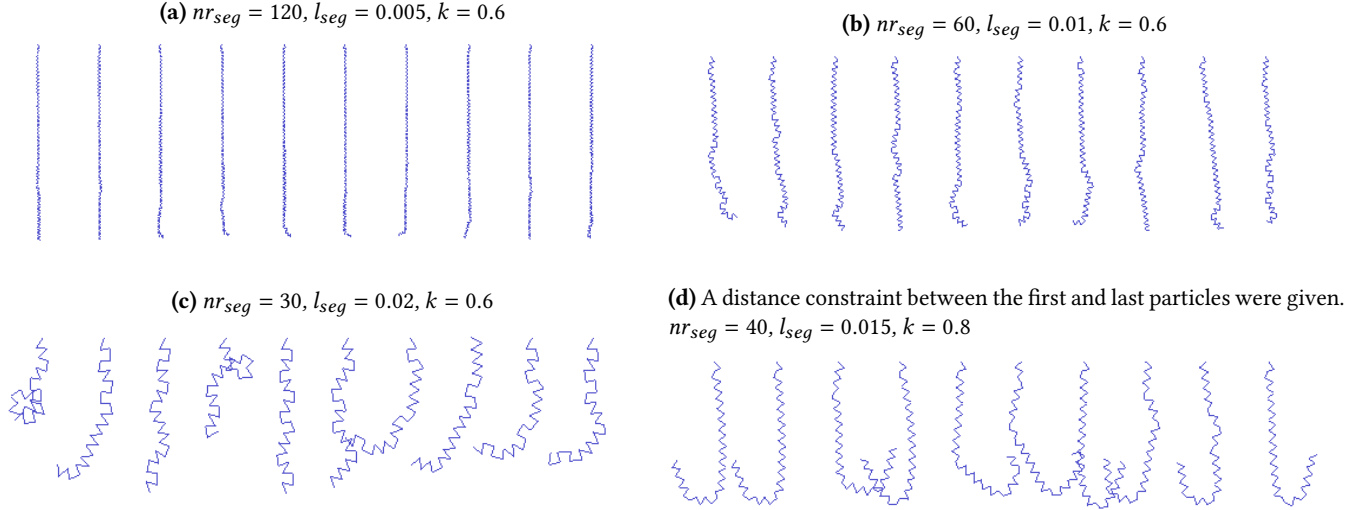 (a) nr_seg = 120, l_seg = 0.005, k = 0.6
(b) nr_seg = 60, l_seg = 0.01, k = 0.6
(c) nr_seg = 30, l_seg = 0.02, k = 0.6
(d) A distance constraint between the first and last particles were given.
nr_seg = 40, l_seg = 0.015, k = 0.8